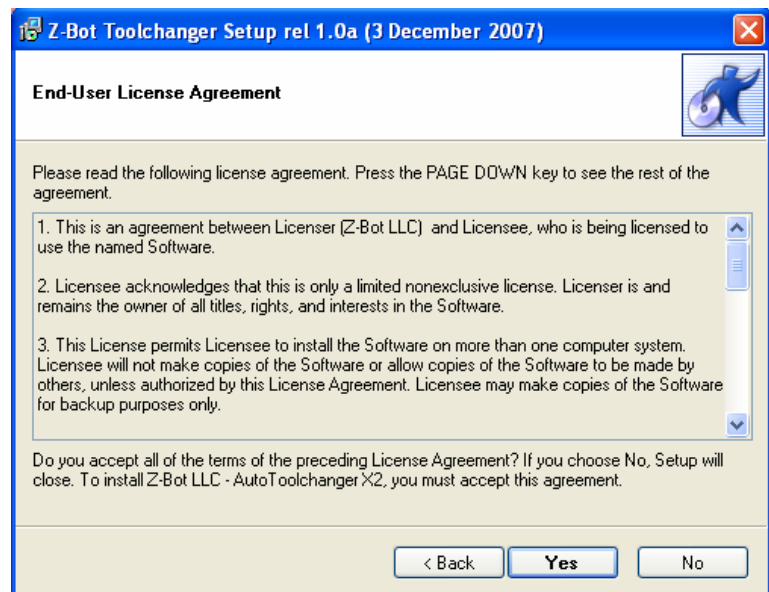 Z-Bot Toolchanger Setup rel 1.0a (3 December 2007)
End-User License Agreement
Please read the following license agreement. Press the PAGE DOWN key to see the rest of the
agreement.
1. This is an agreement between Licenser (Z-Bot LLC)  and Licensee, who is being licensed to
use the named Software.
2. Licensee acknowledges that this is only a limited nonexclusive license. Licenser is and
remains the owner of all titles, rights, and interests in the Software.
3. This License permits Licensee to install the Software on more than one computer system.
Licensee will not make copies of the Software or allow copies of the Software to be made by
others, unless authorized by this License Agreement. Licensee may make copies of the Software
for backup purposes only.
Do you accept all of the terms of the preceding License Agreement? If you choose No, Setup will
close. To install Z-Bot LLC - AutoToolchanger X2, you must accept this agreement.
< Back Yes No